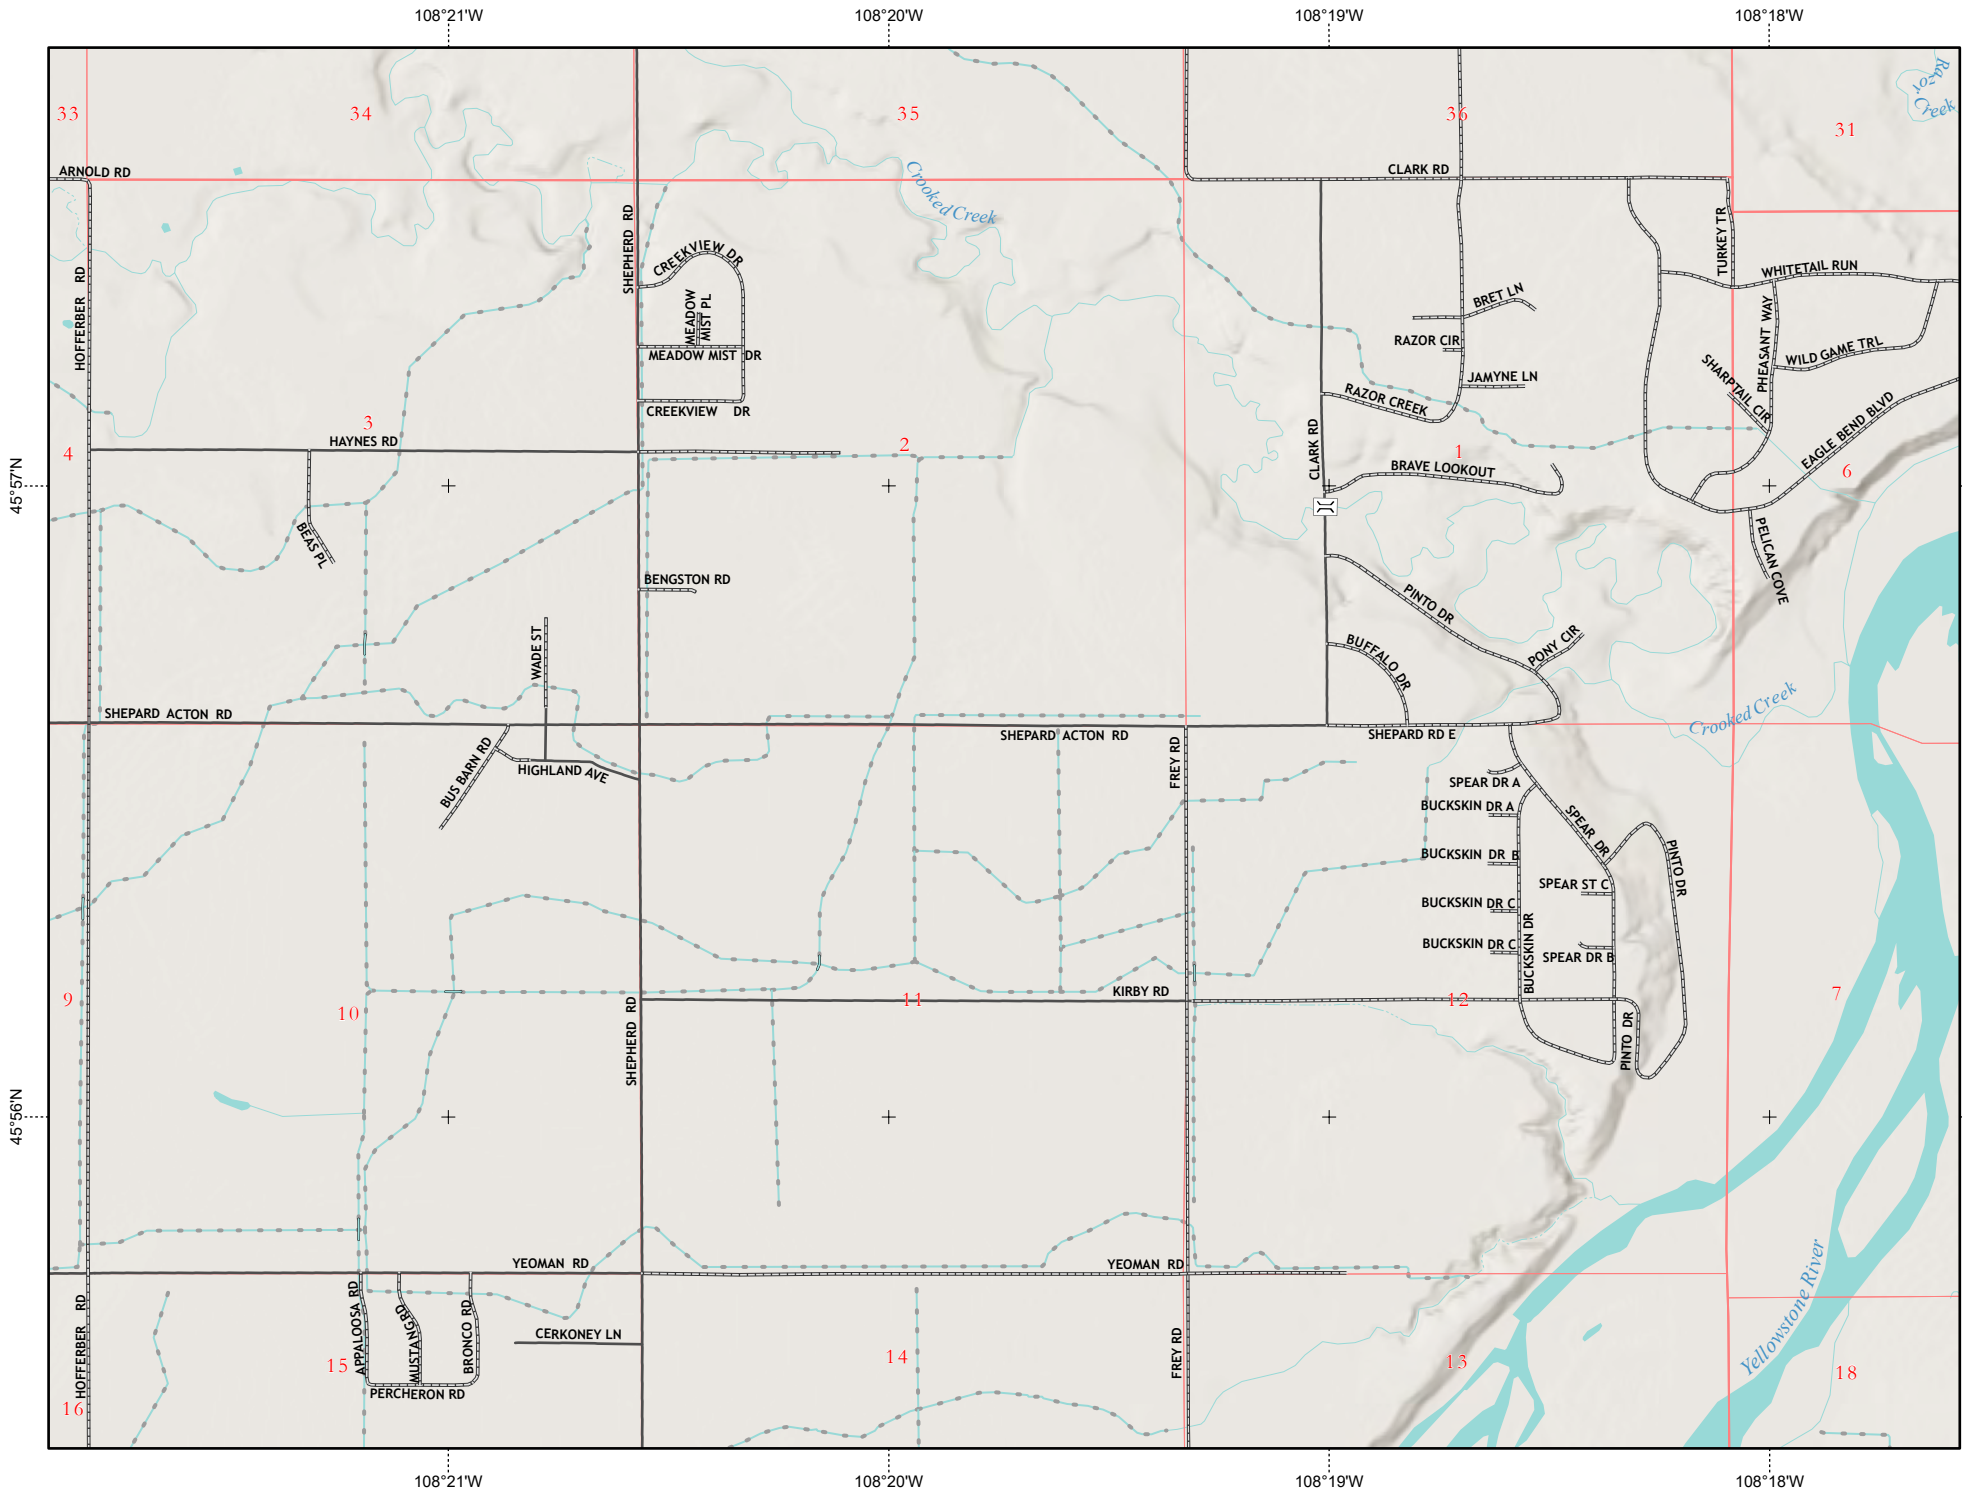 108°21'W
108°20'W
108°19'W
108°18'W
Razor
Creek
33
34
35
36
31
ARNOLD RD
CLARK RD
Crooked Creek
SHEPHERD RD
TURKEY TR
CREEKVIEW DR
WHITETAIL RUN
HOFFERBER RD
MEADOW
MIST PL
BRET LN
PHEASANT WAY
RAZOR CIR
MEADOW MIST DR
WILD GAME TRL
JAMYNE LN
SHARPTAIL CIR
RAZOR CREEK
CREEKVIEW DR
EAGLE BEND BLVD
3
HAYNES RD
2
CLARK RD
1
4
45°57'N
BRAVE LOOKOUT
6
BEAS PL
PELICAN COVE
BENGSTON RD
PINTO DR
WADE ST
BUFFALO DR
PONY CIR
Crooked Creek
SHEPARD ACTON RD
SHEPARD ACTON RD
SHEPARD RD E
FREY RD
BUS BARN RD
HIGHLAND AVE
SPEAR DR A
BUCKSKIN DR A
SPEAR DR
BUCKSKIN DR B
PINTO DR
SPEAR ST C
BUCKSKIN DR C
BUCKSKIN DR
BUCKSKIN DR C
SPEAR DR B
KIRBY RD
9
10
11
12
7
SHEPHERD RD
PINTO DR
45°56'N
YEOMAN RD
YEOMAN RD
Yellowstone River
HOFFERBER RD
APPALOOSA RD
MUSTANG RD
BRONCO RD
CERKONEY LN
FREY RD
15
14
13
18
PERCHERON RD
16
108°21'W
108°20'W
108°19'W
108°18'W